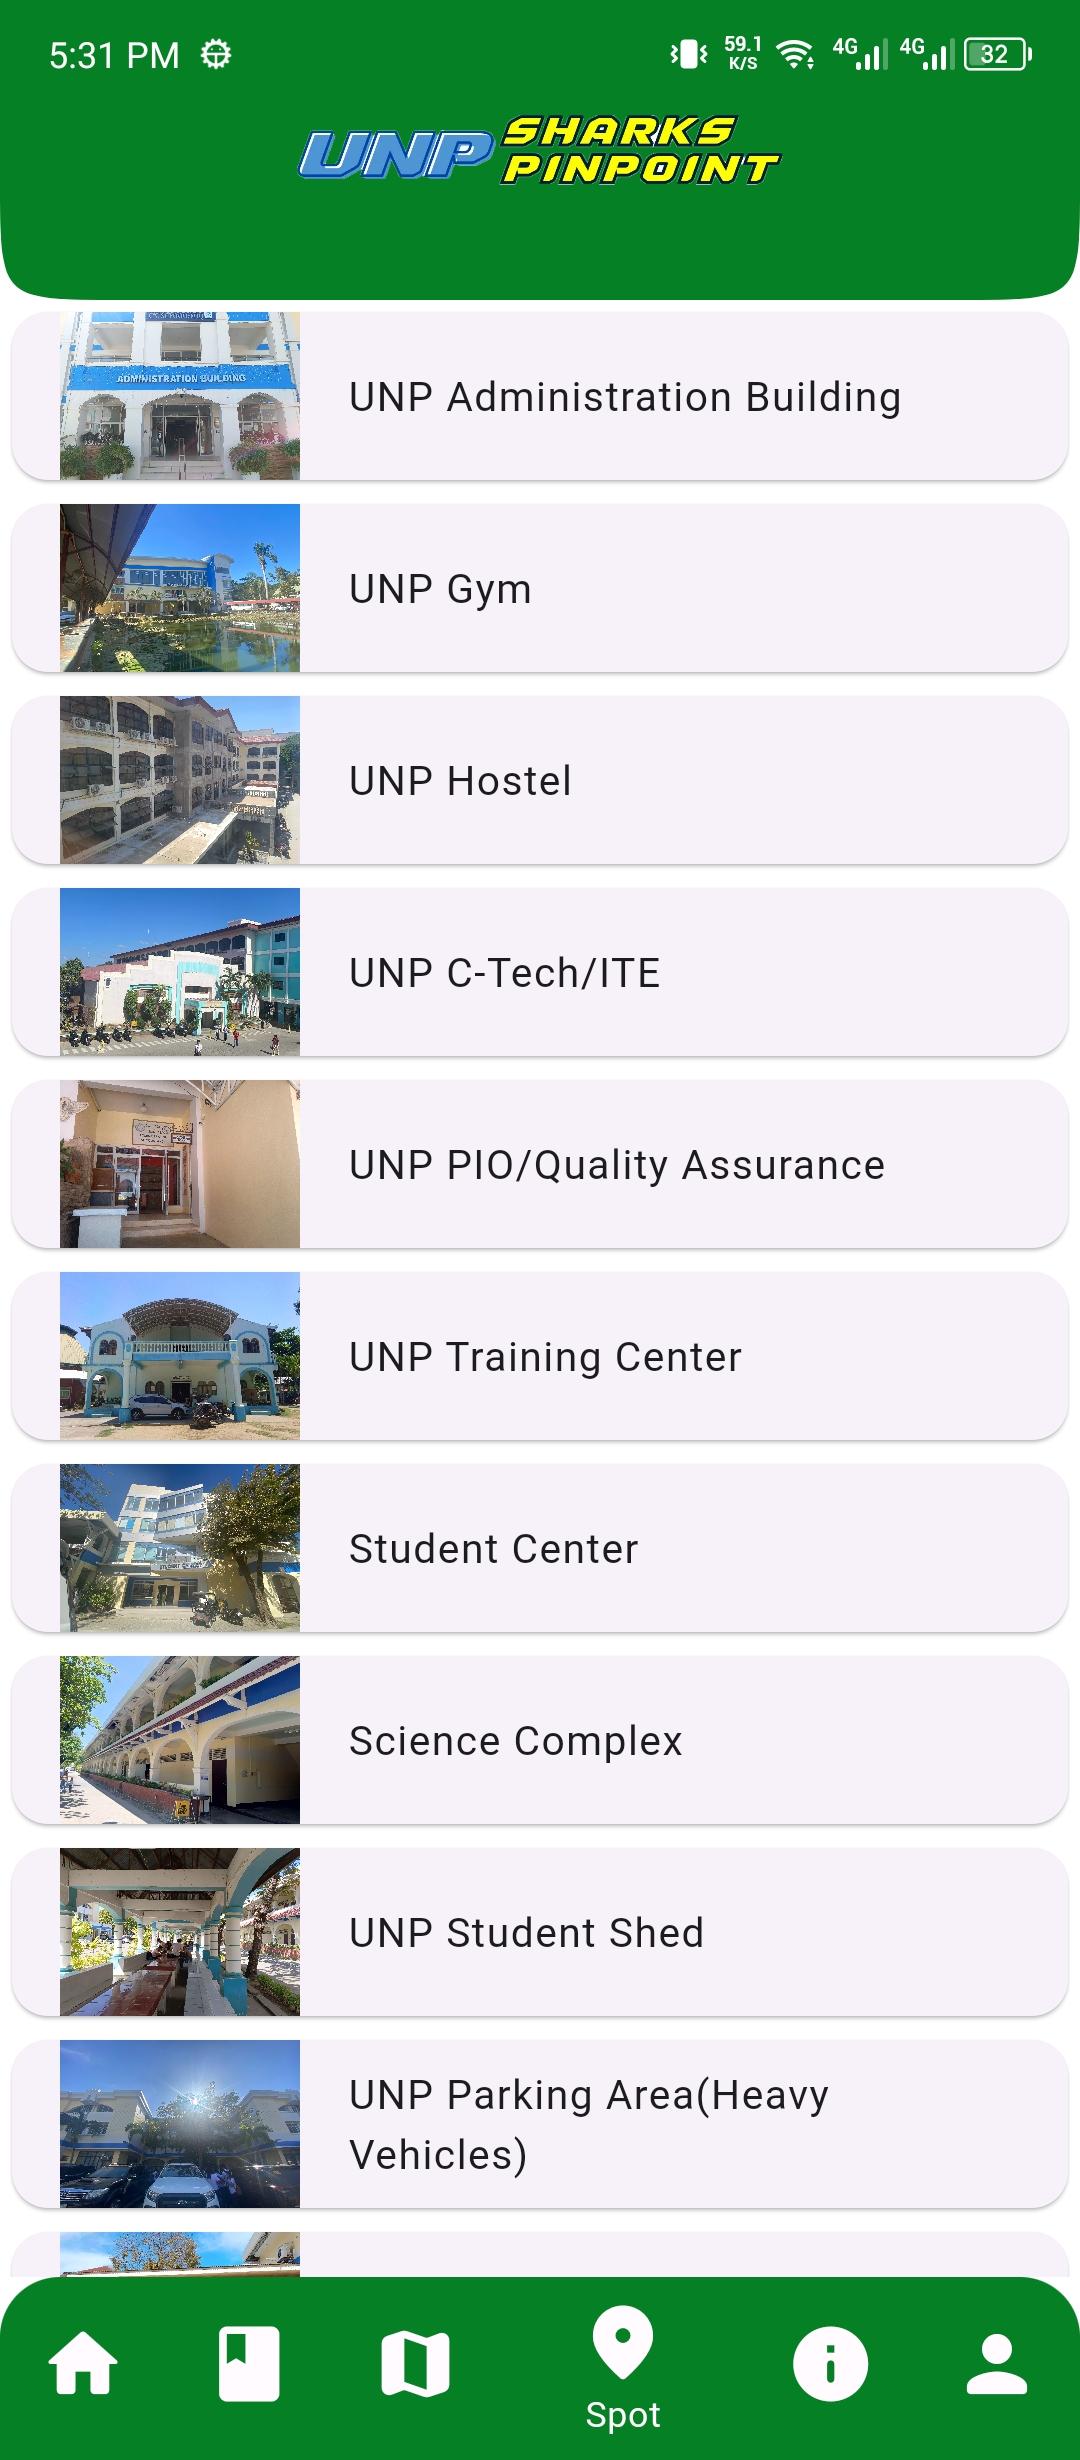 5:31 PM
59.1
K/S
4G
4G
32
UNP SHARKS
PINPOINT
ADMINISTRATION BUILDING
UNP Administration Building
UNP Gym
UNP Hostel
UNP C-Tech/ITE
UNP PIO/Quality Assurance
UNP Training Center
Student Center
Science Complex
UNP Student Shed
UNP Parking Area(Heavy
Vehicles)
Spot